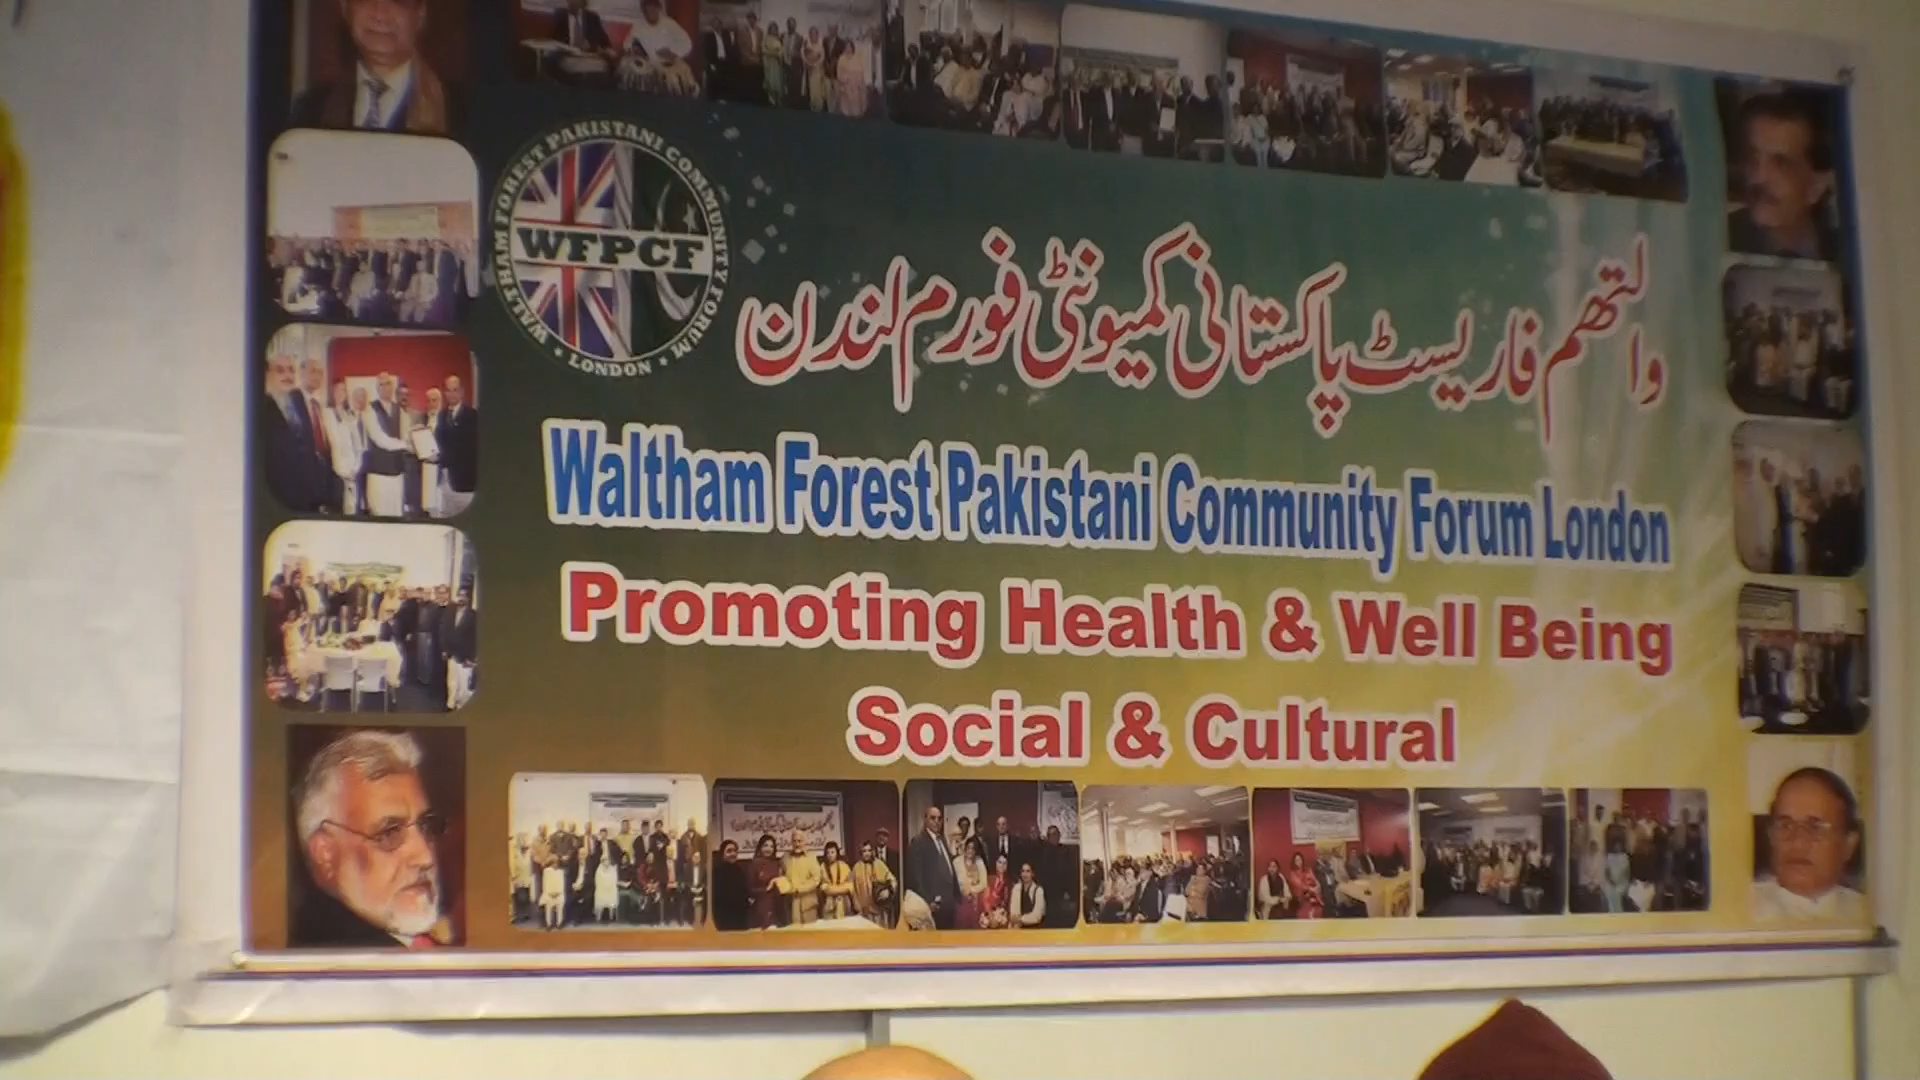 WALTHAM FOREST PAKISTANI COMMUNITY FORUM
WFPCF
• LONDON •
والتھم فاریسٹ پاکستانی کمیونٹی فورم لندن
Waltham Forest Pakistani Community Forum London
Promoting Health & Well Being
Social & Cultural